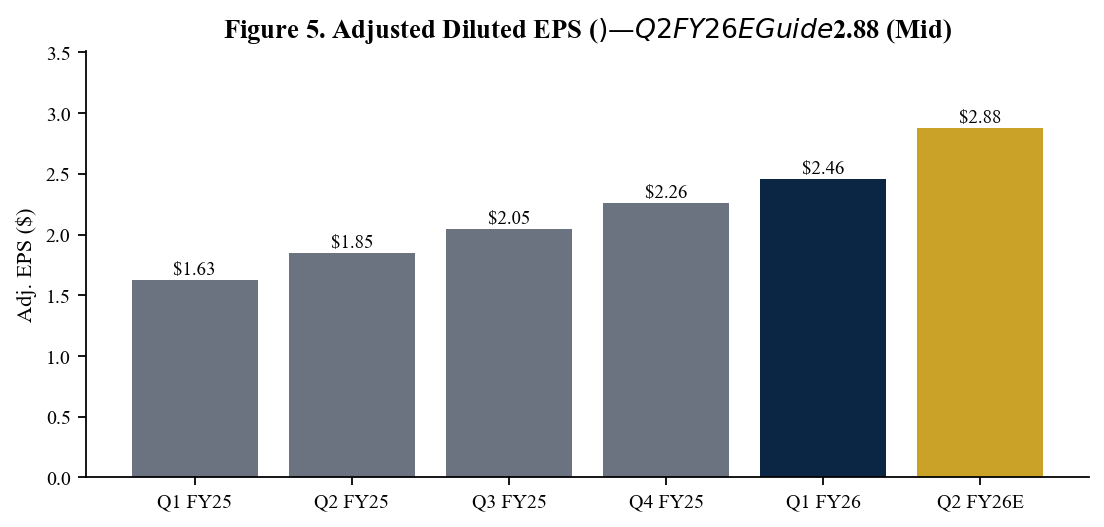 Figure 5. Adjusted Diluted EPS ()—Q2FY26EGuide2.88 (Mid)
Adj. EPS ($)
3.5
3.0
2.5
2.0
1.5
1.0
0.5
0.0
$1.63
$1.85
$2.05
$2.26
$2.46
$2.88
Q1 FY25
Q2 FY25
Q3 FY25
Q4 FY25
Q1 FY26
Q2 FY26E